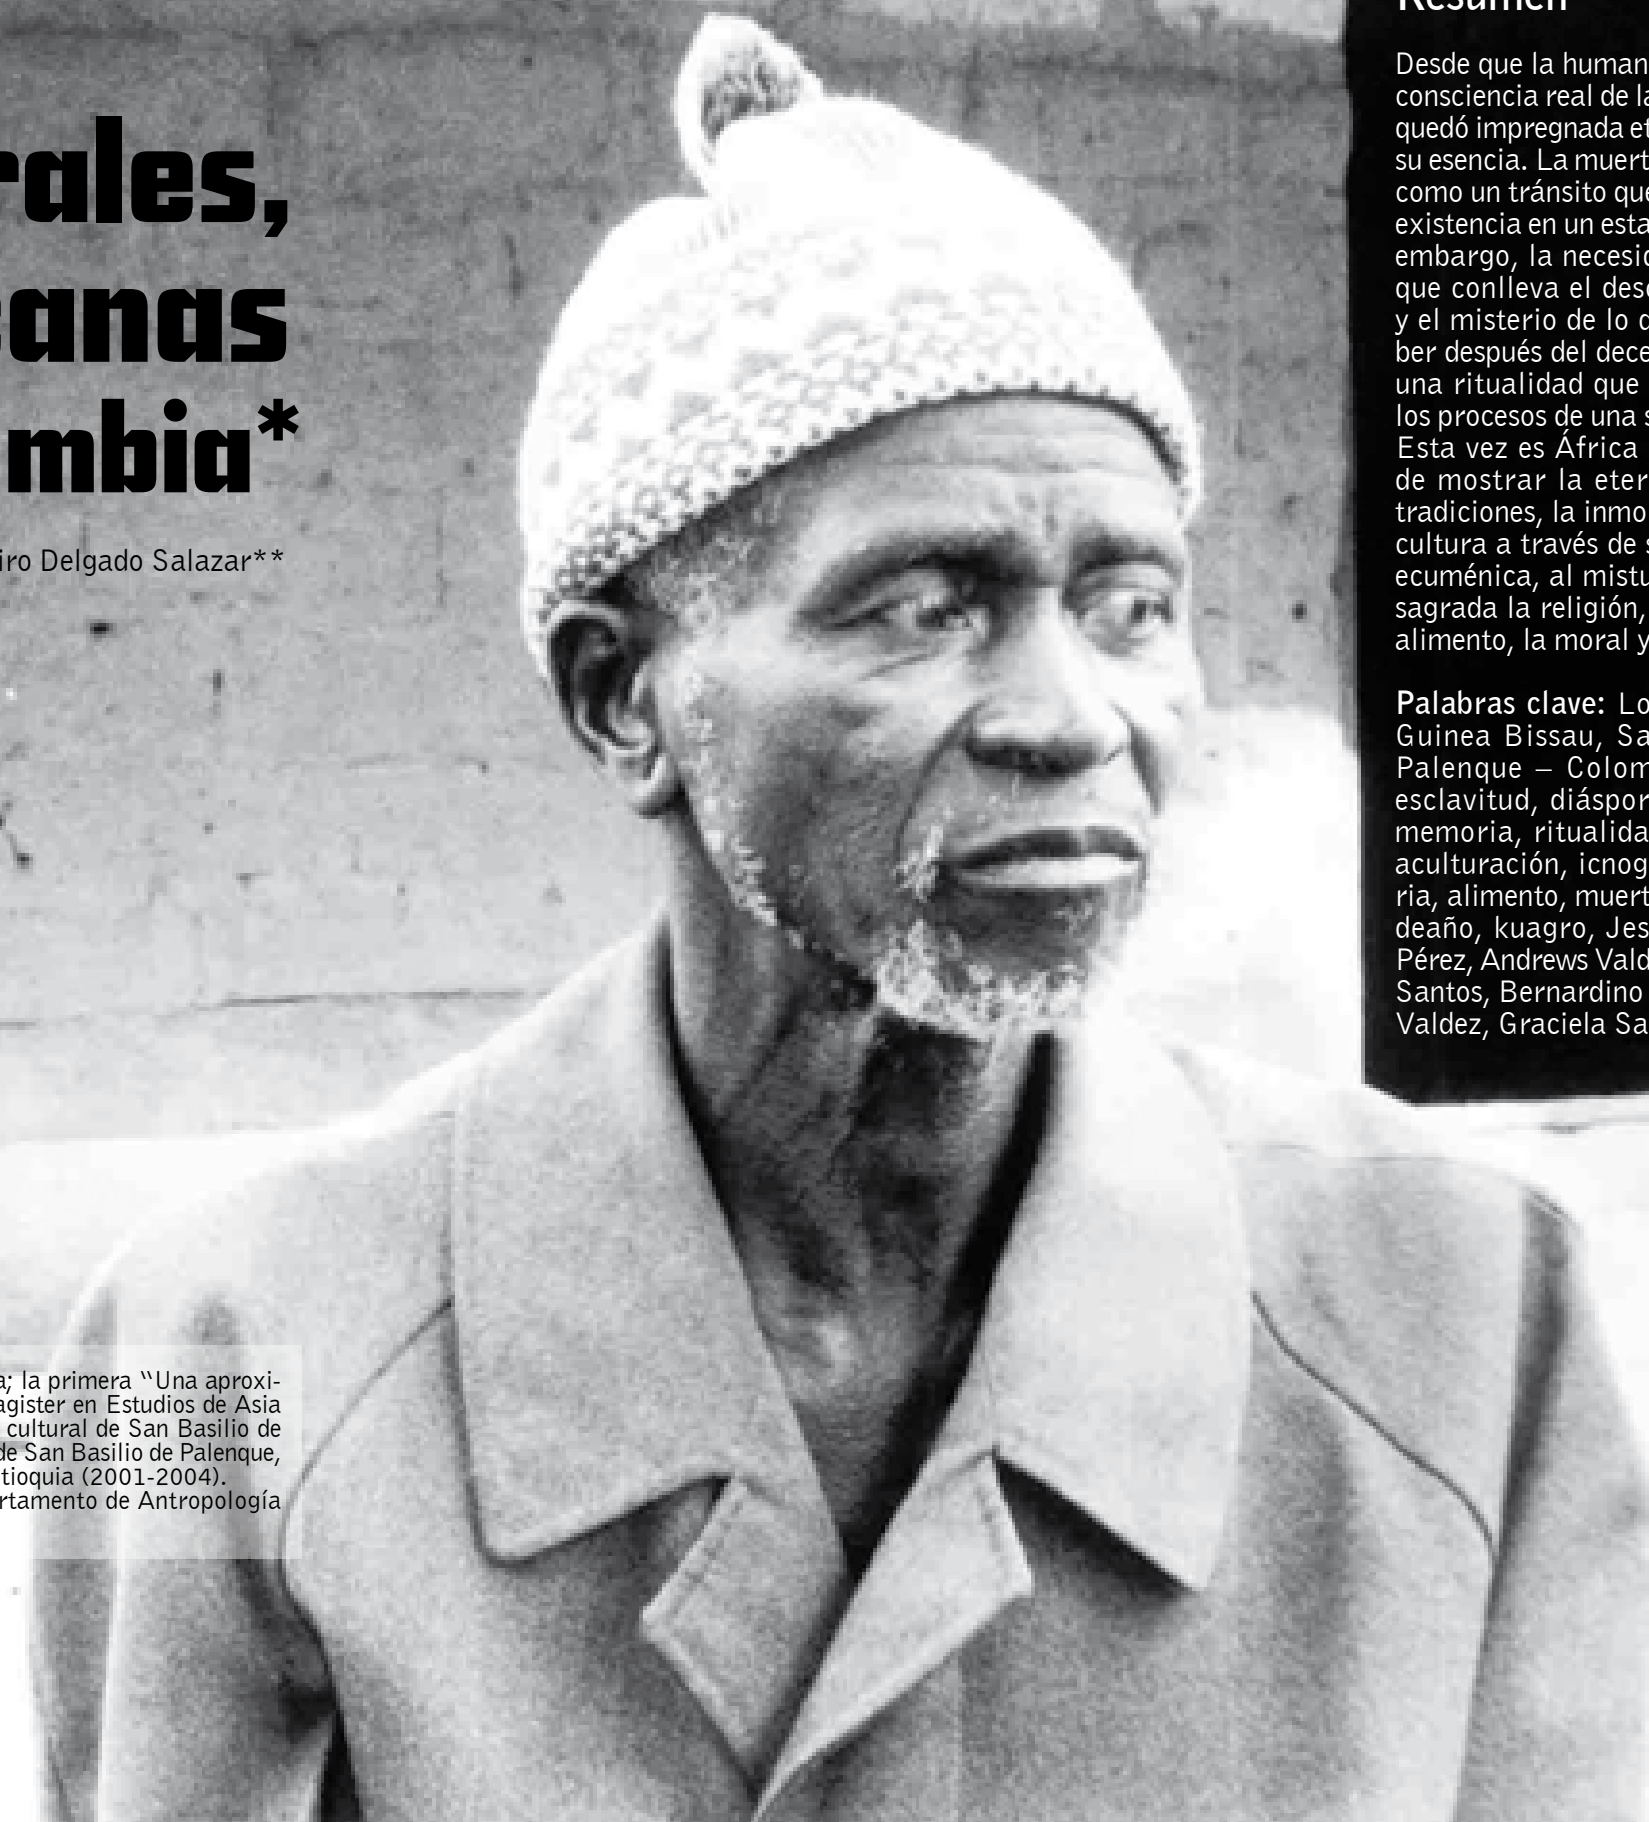 rales,
canas
mbia*
iro Delgado Salazar**
a; la primera “Una aproxi-
agister en Estudios de Asia
cultural de San Basilio de
de San Basilio de Palenque,
tioquia (2001-2004).
rtamento de Antropología
Resumen
Desde que la human
consciencia real de la
quedó impregnada et
su esencia. La muert
como un tránsito que
existencia en un esta
embargo, la necesid
que conlleva el desc
y el misterio de lo q
ber después del dece
una ritualidad que
los procesos de una s
Esta vez es África
de mostrar la eter
tradiciones, la inmo
cultura a través de s
ecuménica, al mistu
sagrada la religión,
alimento, la moral y
Palabras clave: Lo
Guinea Bissau, Sa
Palenque – Colom
esclavitud, diáspor
memoria, ritualida
aculturación, icnog
ria, alimento, muert
deaño, kuagro, Jes
Pérez, Andrews Vald
Santos, Bernardino
Valdez, Graciela Sa